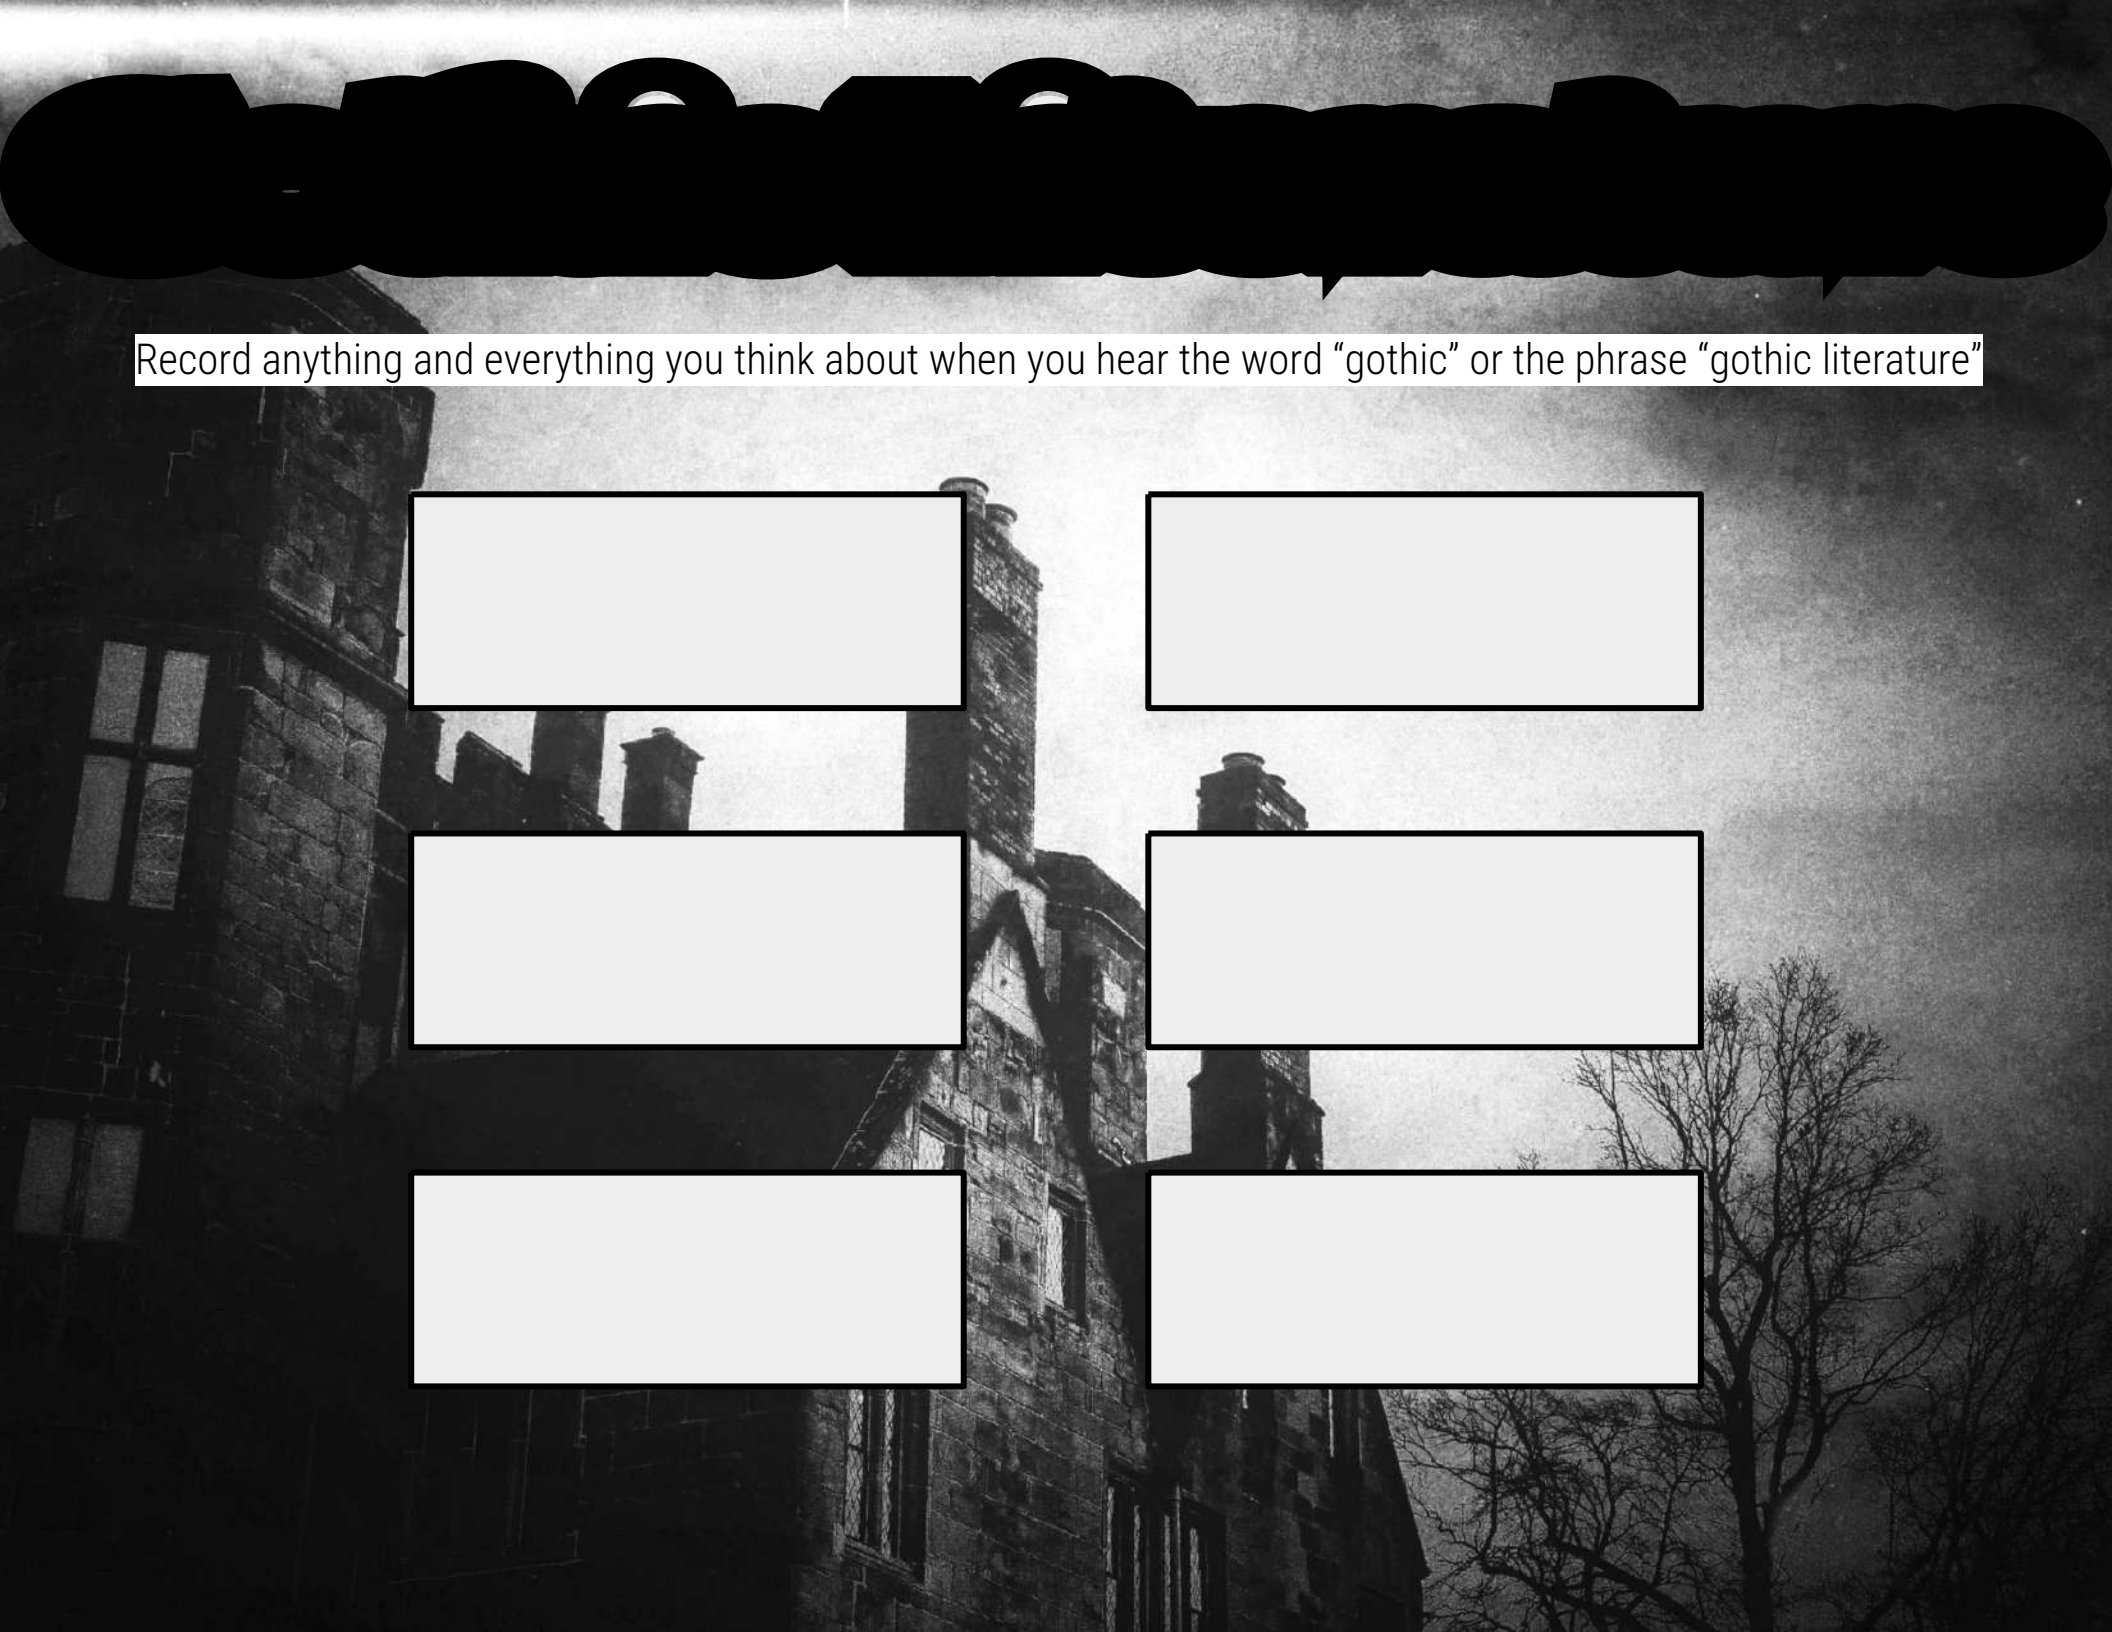 Record anything and everything you think about when you hear the word “gothic” or the phrase “gothic literature”